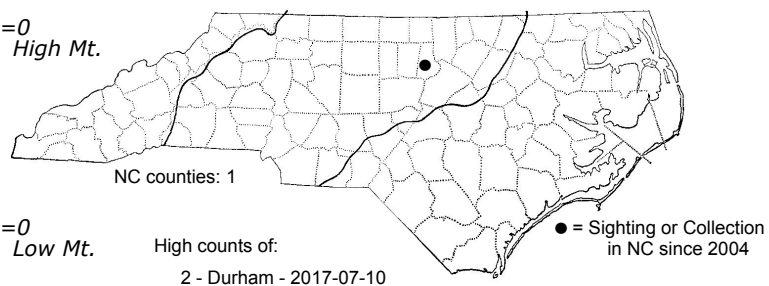 =0
High Mt.
NC counties: 1
=0
Low Mt.
High counts of:
2 - Durham - 2017-07-10
● = Sighting or Collection
in NC since 2004